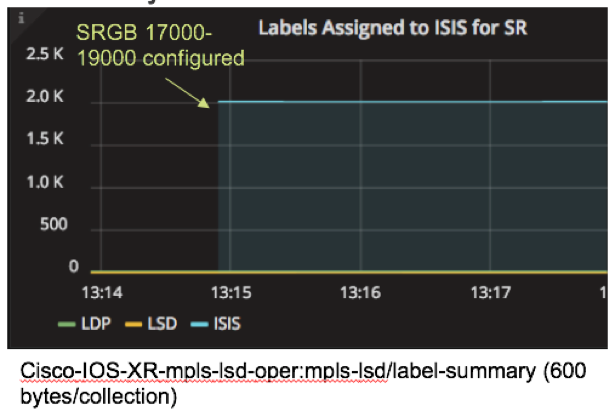 Labels Assigned to ISIS for SR
SRGB 17000-
19000 configured
2.5 K
2.0 K
1.5 K
1.0 K
500
0
13:14 13:15 13:16 13:17 1
LDP LSD ISIS
Cisco-IOS-XR-mpls-lsd-oper:mpls-lsd/label-summary (600
bytes/collection)